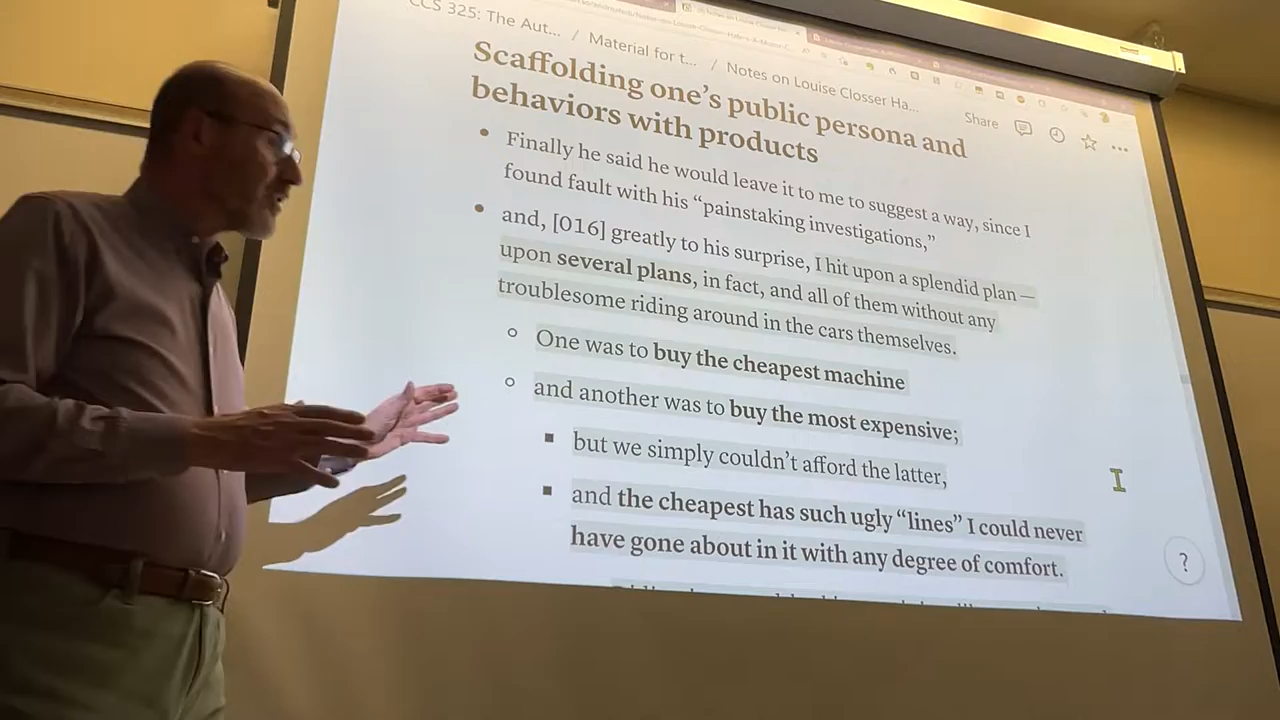 CCS 325: The Aut... / Material for t... / Notes on Louise Closser Ha...
Share
Scaffolding one's public persona and
behaviors with products
• Finally he said he would leave it to me to suggest a way, since I
found fault with his “painstaking investigations,”
• and, [016] greatly to his surprise, I hit upon a splendid plan —
upon several plans, in fact, and all of them without any
troublesome riding around in the cars themselves.
○ One was to buy the cheapest machine
○ and another was to buy the most expensive;
■ but we simply couldn't afford the latter,
■ and the cheapest has such ugly “lines” I could never
have gone about in it with any degree of comfort.
?